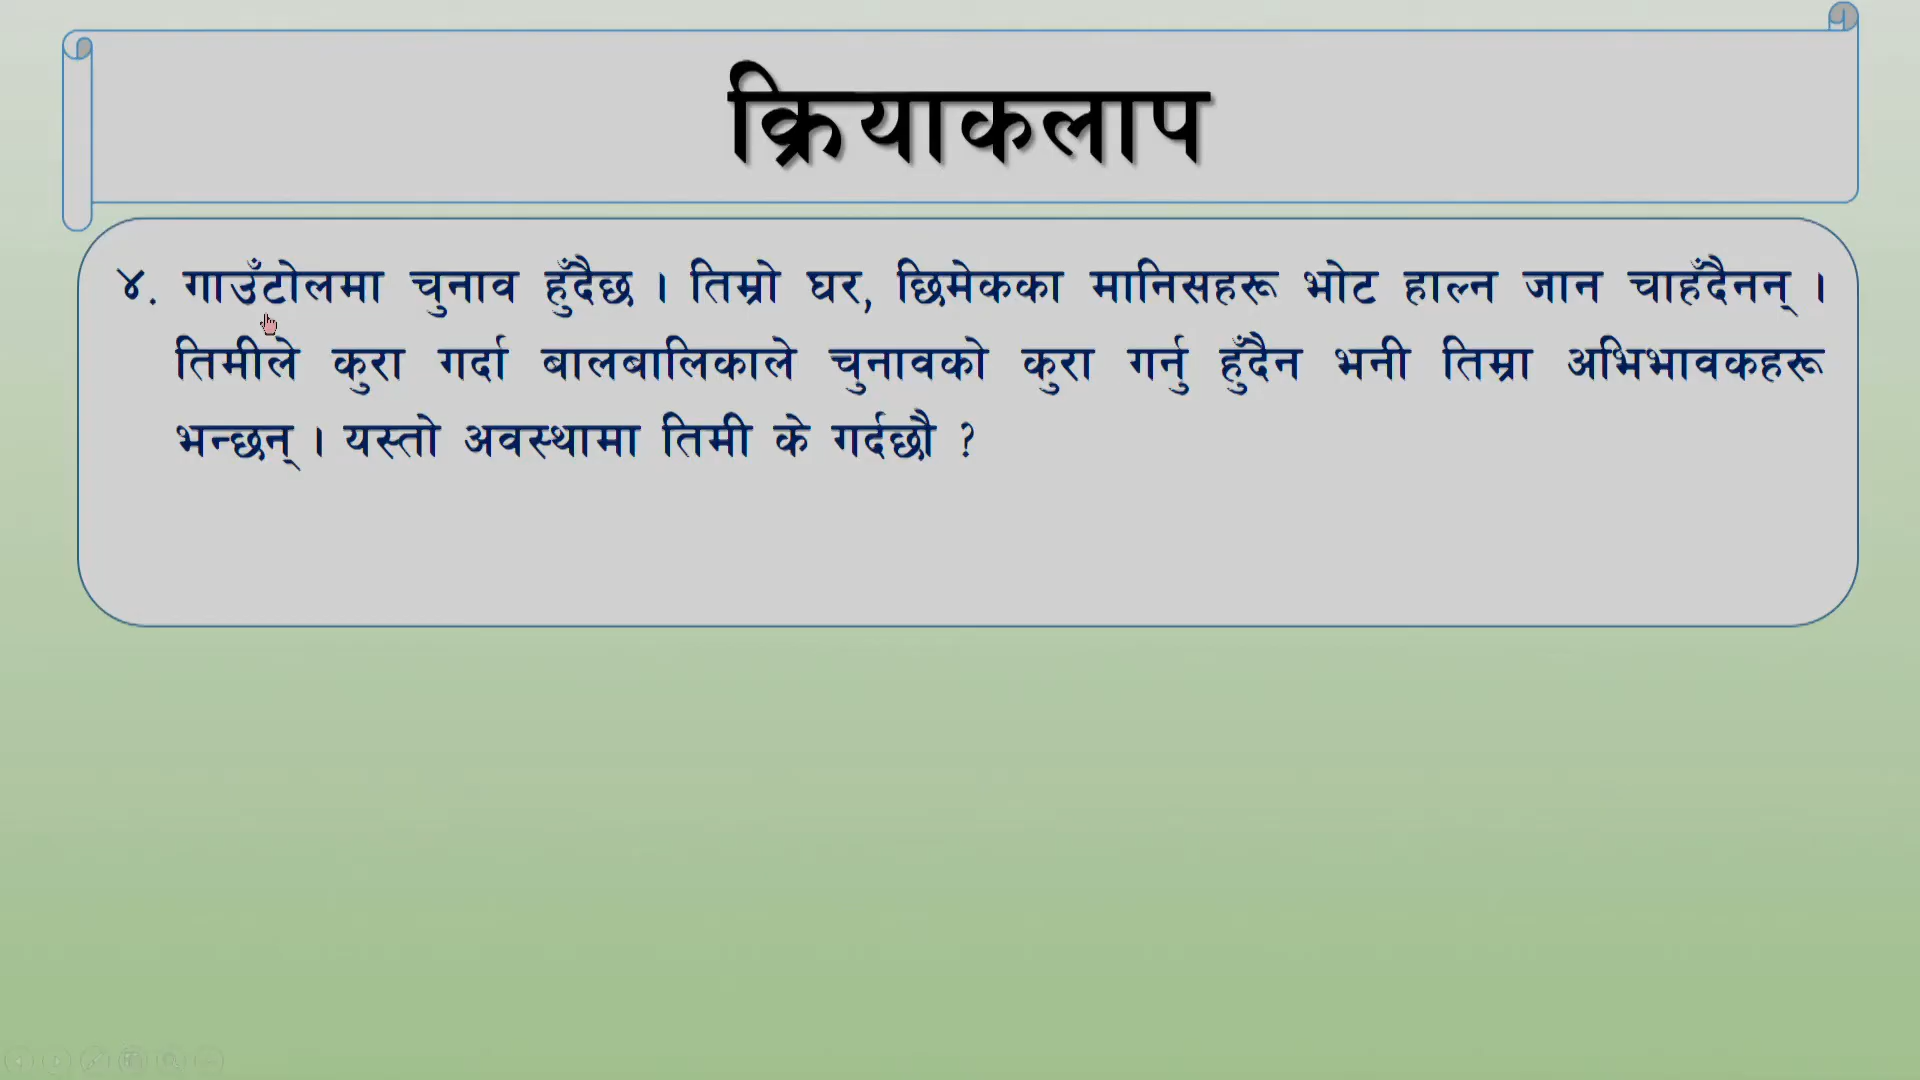 क्रियाकलाप
४. गाउँटोलमा चुनाव हुँदैछ । तिम्रो घर, छिमेकका मानिसहरू भोट हाल्न जान चाहँदैनन् ।
तिमीले कुरा गर्दा बालबालिकाले चुनावको कुरा गर्नु हुँदैन भनी तिम्रा अभिभावकहरू
भन्छन् । यस्तो अवस्थामा तिमी के गर्दछौ ?